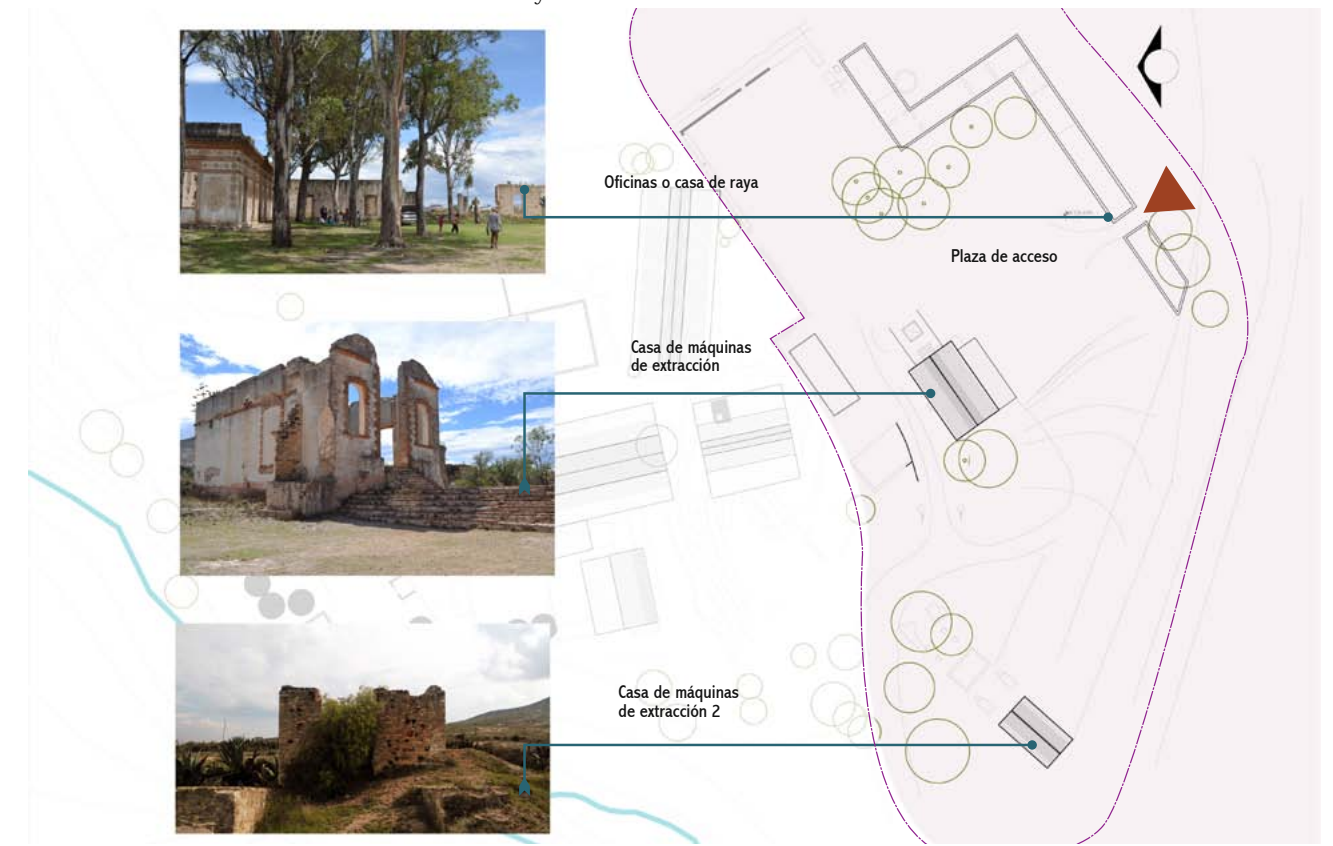 Oficinas o casa de raya
Plaza de acceso
Casa de máquinas
de extracción
Casa de máquinas
de extracción 2